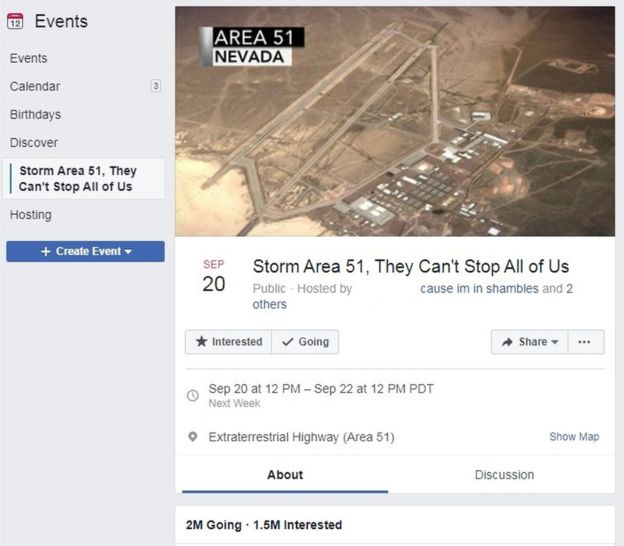 12
Events
Events
Calendar
3
Birthdays
Discover
Storm Area 51, They
Can't Stop All of Us
Hosting
+ Create Event
AREA 51
NEVADA
SEP
20
Storm Area 51, They Can't Stop All of Us
Public · Hosted by cause im in shambles and 2
others
Interested
Going
Share
···
Sep 20 at 12 PM – Sep 22 at 12 PM PDT
Next Week
Extraterrestrial Highway (Area 51)
Show Map
About
Discussion
2M Going · 1.5M Interested